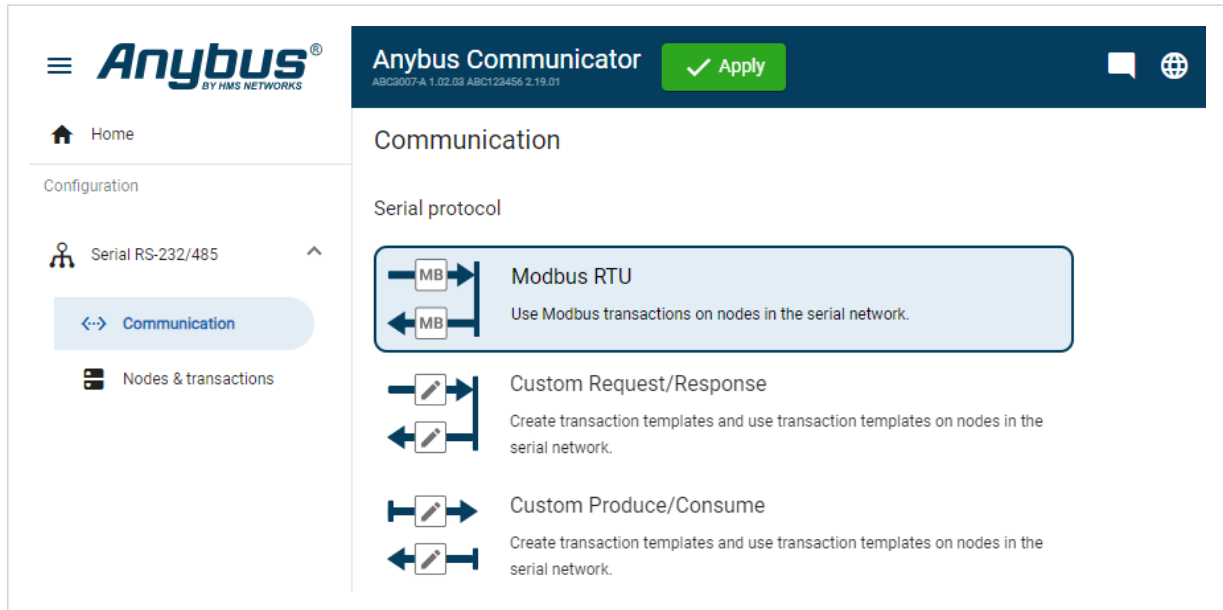 Anybus®
BY HMS NETWORKS
Home
Configuration
Serial RS-232/485
Communication
Nodes & transactions
Anybus Communicator
ABC3007-A 1.02.03 ABC123456 2.19.01
Apply
Communication
Serial protocol
MB
MB
Modbus RTU
Use Modbus transactions on nodes in the serial network.
Custom Request/Response
Create transaction templates and use transaction templates on nodes in the
serial network.
Custom Produce/Consume
Create transaction templates and use transaction templates on nodes in the
serial network.